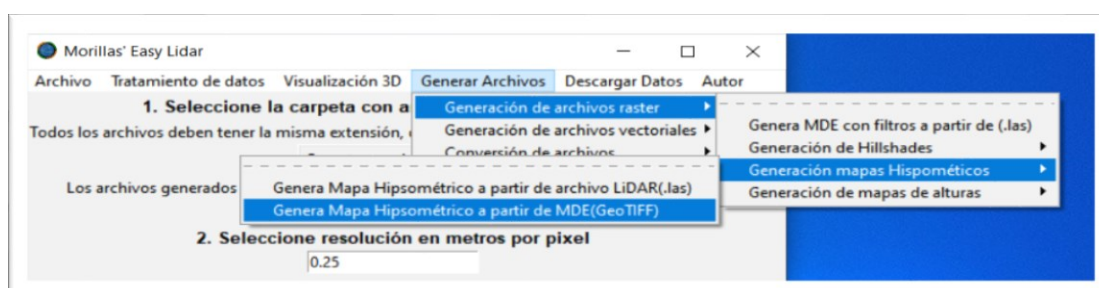 Morillas' Easy Lidar
Archivo Tratamiento de datos Visualización 3D Generar Archivos Descargar Datos Autor
1. Seleccione la carpeta con a
Generación de archivos raster
Todos los archivos deben tener la misma extensión,
Generación de archivos vectoriales
Genera MDE con filtros a partir de (.las)
Conversión de archivos
Generación de Hillshades
Generación mapas Hispométicos
Los archivos generados
Genera Mapa Hipsométrico a partir de archivo LiDAR(.las)
Generación de mapas de alturas
Genera Mapa Hipsométrico a partir de MDE(GeoTIFF)
2. Seleccione resolución en metros por pixel
0.25